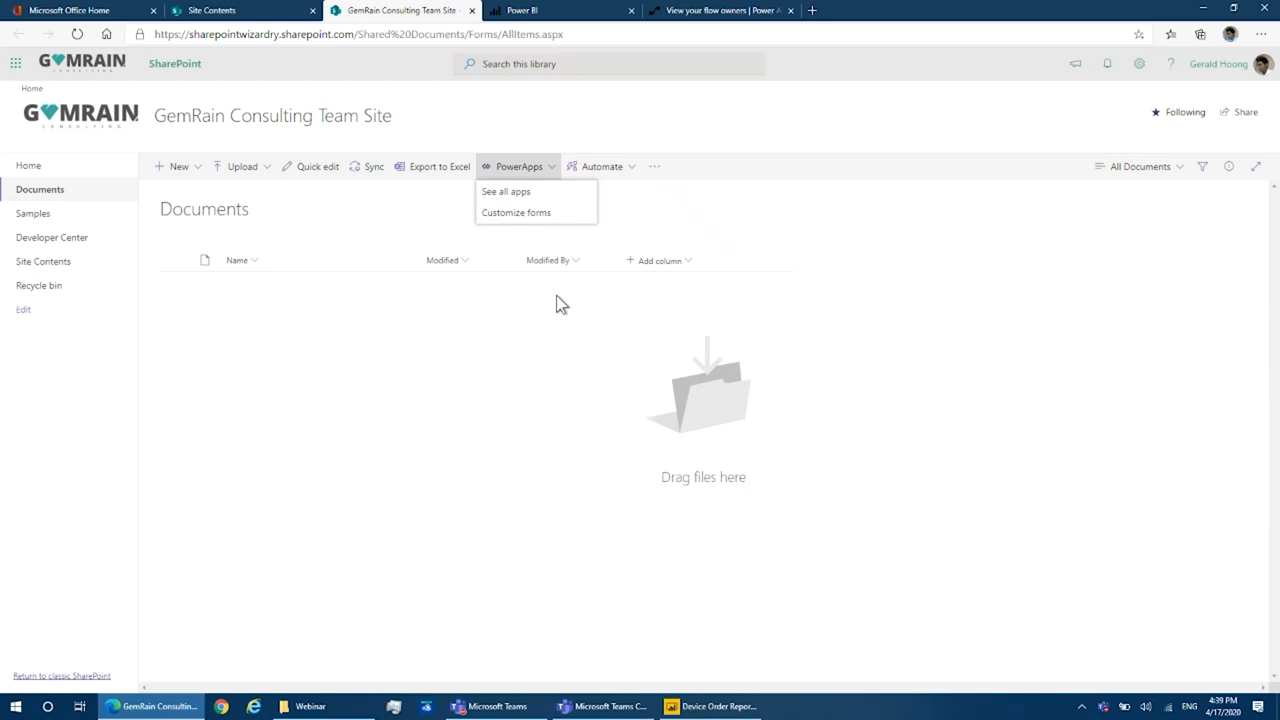 Microsoft Office Home
Site Contents
GemRain Consulting Team Site
Power BI
View your flow owners | Power A
https://sharepointwizardry.sharepoint.com/Shared%20Documents/Forms/AllItems.aspx
GEMRAIN
CONSULTING
SharePoint
Search this library
Gerald Hoong
Home
GEMRAIN
CONSULTING
GemRain Consulting Team Site
Following
Share
Home
New
Upload
Quick edit
Sync
Export to Excel
PowerApps
Automate
All Documents
Documents
See all apps
Samples
Documents
Customize forms
Developer Center
Site Contents
Name
Modified
Modified By
Add column
Recycle bin
Edit
Drag files here
Return to classic SharePoint
GemRain Consultin...
Webinar
Microsoft Teams
Microsoft Teams C...
Device Order Repor...
ENG
4:39 PM
4/17/2020